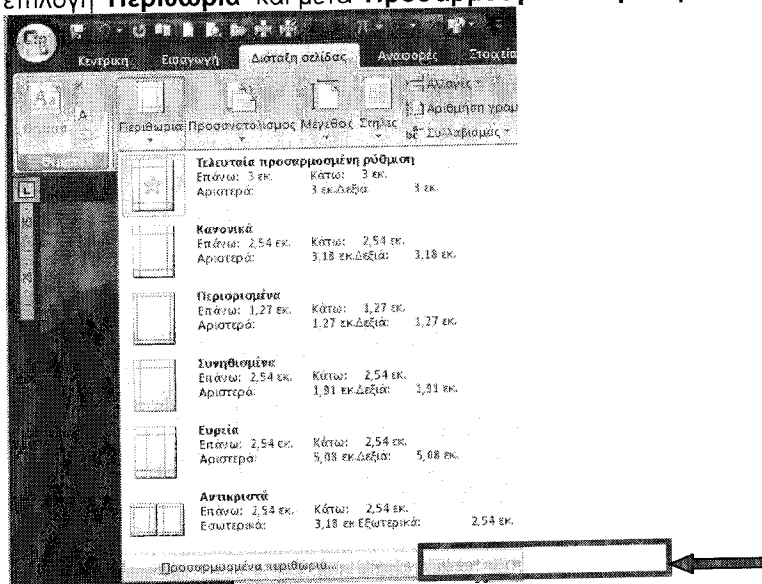 επιλογή "Περιθώρια" και μετά
Κεντρική Εισαγωγή Διάταξη σελίδας Αναφορές Στοιχεία
Αλλαγές
Αρίθμηση γραμ
Περιθώρια Προσανατολισμός Μέγεθος Στήλες
Συλλαβισμός
Τελευταία προσαρμοσμένη ρύθμιση
Επάνω: 3 εκ. Κάτω: 3 εκ.
Αριστερά: 3 εκ.Δεξιά: 3 εκ.
Κανονικά
Επάνω: 2,54 εκ. Κάτω: 2,54 εκ.
Αριστερά: 3,18 εκ.Δεξιά: 3,18 εκ.
Περιορισμένα
Επάνω: 1,27 εκ. Κάτω: 1,27 εκ.
Αριστερά: 1,27 εκ.Δεξιά: 1,27 εκ.
Συνηθισμένα
Επάνω: 2,54 εκ. Κάτω: 2,54 εκ.
Αριστερά: 1,91 εκ.Δεξιά: 1,91 εκ.
Ευρεία
Επάνω: 2,54 εκ. Κάτω: 2,54 εκ.
Αριστερά: 5,08 εκ.Δεξιά: 5,08 εκ.
Αντικριστά
Επάνω: 2,54 εκ. Κάτω: 2,54 εκ.
Εσωτερικά: 3,18 εκ.Εξωτερικά: 2,54 εκ.
Προσαρμοσμένα περιθώρια...